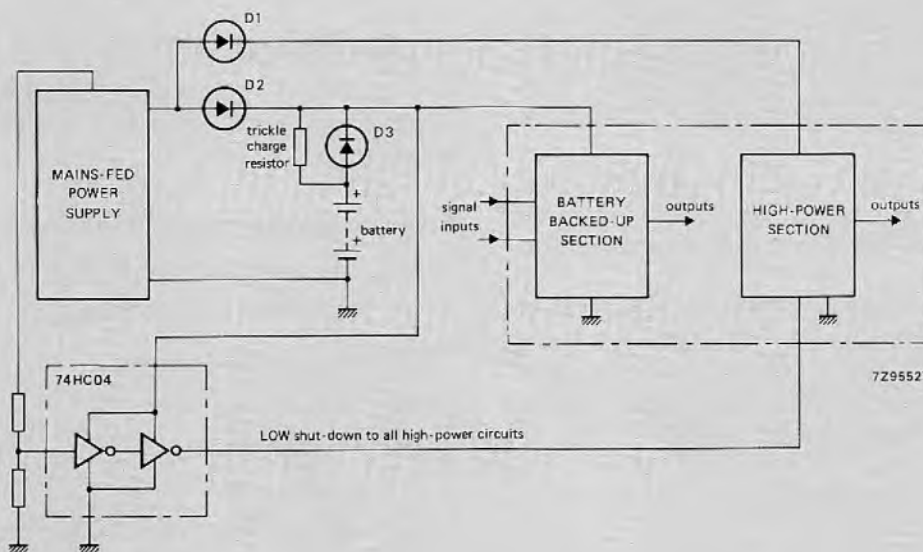 D1
D2
D3
trickle
charge
resistor
MAINS-FED
POWER
SUPPLY
+
battery
+
signal
inputs
BATTERY
BACKED-UP
SECTION
outputs
HIGH-POWER
SECTION
outputs
7Z9552
74HC04
LOW shut-down to all high-power circuits